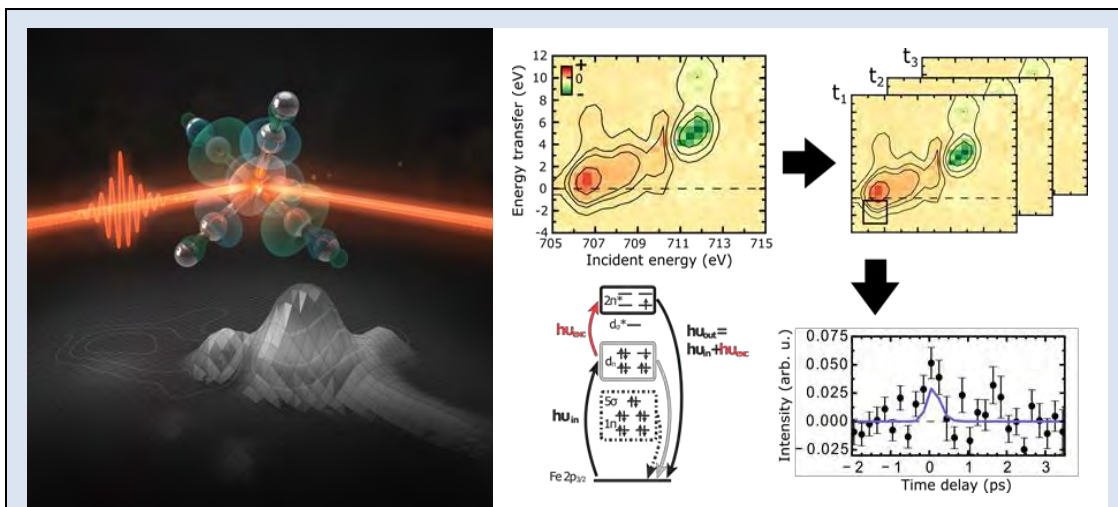 12
10
8
6
4
2
0
-2
-4
Energy transfer (eV)
+
0
-
705 707 709 711 713 715
Incident energy (eV)
t₁
t₂
t₃
2π*
dσ*
hυexc
dπ
hυout=
hυin+hυexc
5σ
1π
hυin
Fe 2p3/2
0.075
0.050
0.025
0.000
-0.025
Intensity (arb. u.)
−2 −1 0 1 2 3
Time delay (ps)